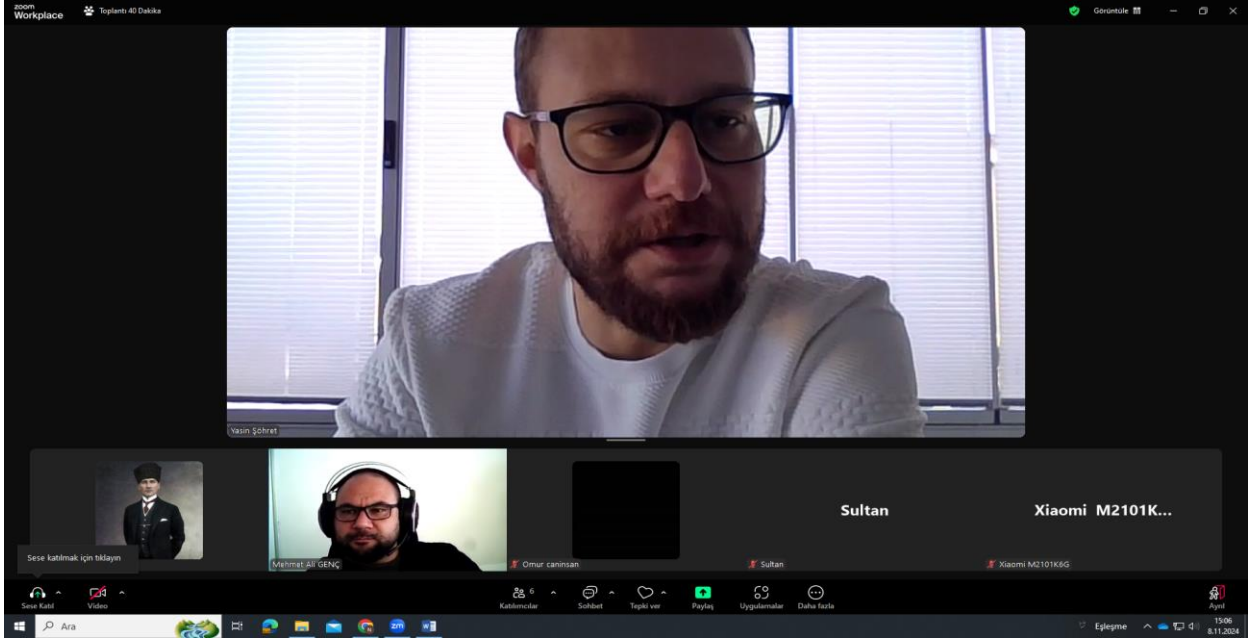 zoom
Workplace
Toplantı 40 Dakika
Görüntüle
Yasin Şöhret
Sultan
Xiaomi M2101K...
Sese katılmak için tıklayın
Mehmet Ali GENÇ
Omur caninsan
Sultan
Xiaomi M2101K6G
Sese Katıl
Video
6
Katılımcılar
Sohbet
Tepki ver
Paylaş
Uygulamalar
Daha fazla
Ayrıl
Ara
zm
Eşleşme
15:06
8.11.2024